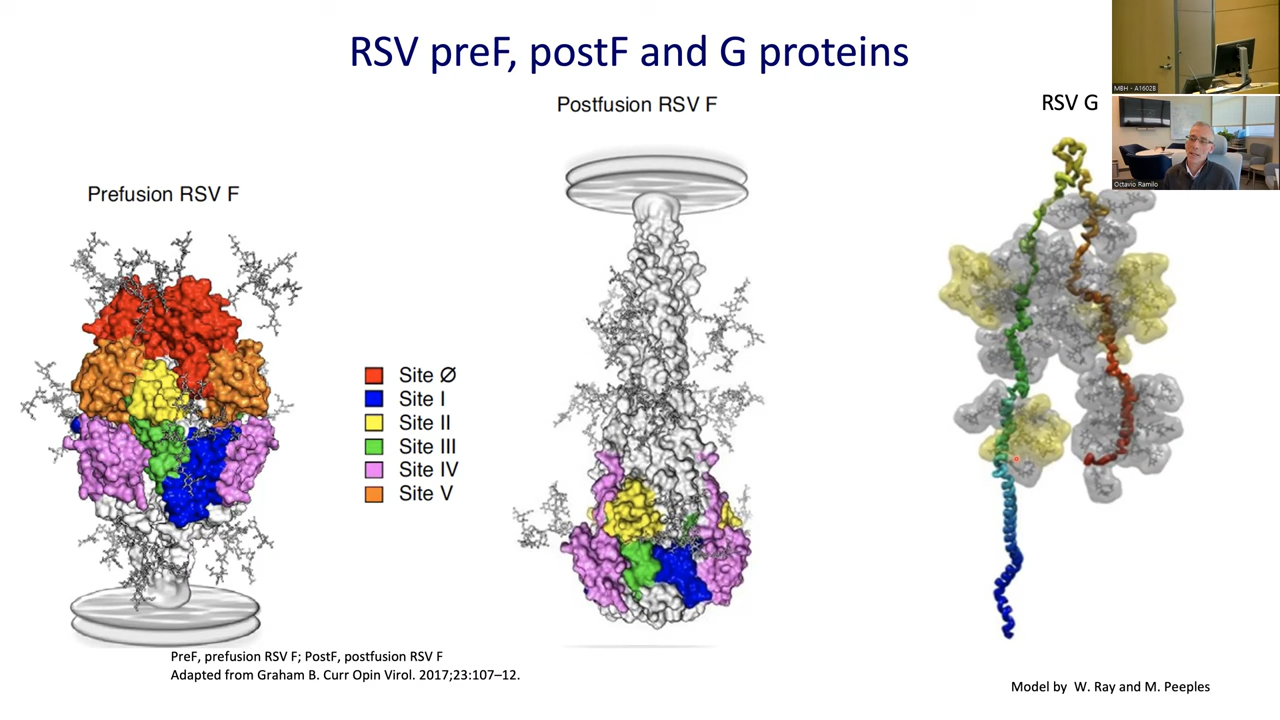 RSV preF, postF and G proteins
MBH - A1602B
Octavio Ramilo
Postfusion RSV F
RSV G
Prefusion RSV F
Site Ø
Site I
Site II
Site III
Site IV
Site V
PreF, prefusion RSV F; PostF, postfusion RSV F
Adapted from Graham B. Curr Opin Virol. 2017;23:107–12.
Model by W. Ray and M. Peeples